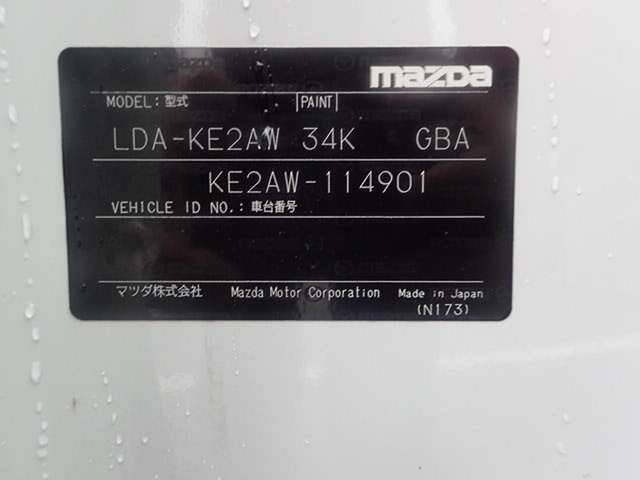 mazda
MODEL: 型式 |PAINT|
LDA-KE2AW 34K GBA
KE2AW-114901
VEHICLE ID NO.: 車台番号
マツダ株式会社 Mazda Motor Corporation Made in Japan
(N173)